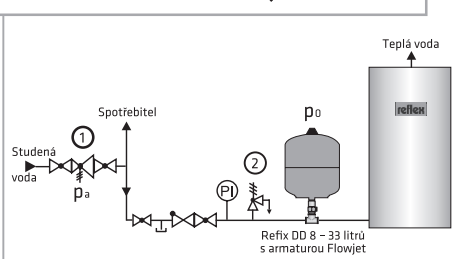 Teplá voda
reflex
p0
Spotřebitel
1
Studená
voda
pa
2
PI
Refix DD 8 – 33 litrů
s armaturou Flowjet